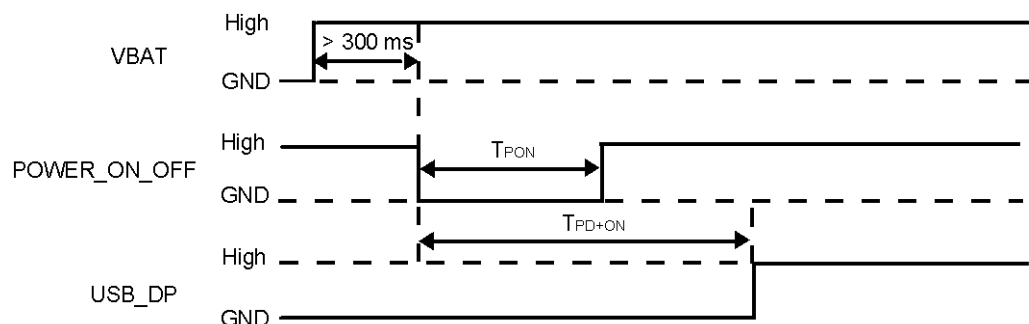 High
> 300 ms
VBAT
GND
High
TPON
POWER_ON_OFF
GND
TPD+ON
High
USB_DP
GND